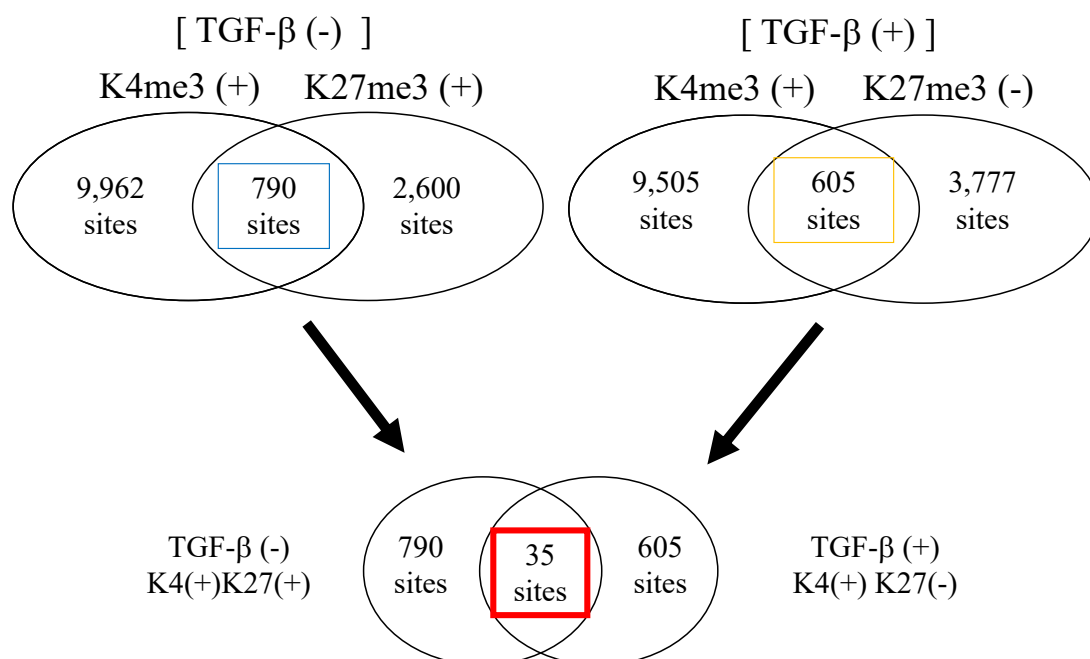 [ TGF-β (-) ]
K4me3 (+) K27me3 (+)
9,962
sites
790
sites
2,600
sites
[ TGF-β (+) ]
K4me3 (+) K27me3 (-)
9,505
sites
605
sites
3,777
sites
TGF-β (-)
K4(+)K27(+)
790
sites
35
sites
605
sites
TGF-β (+)
K4(+) K27(-)